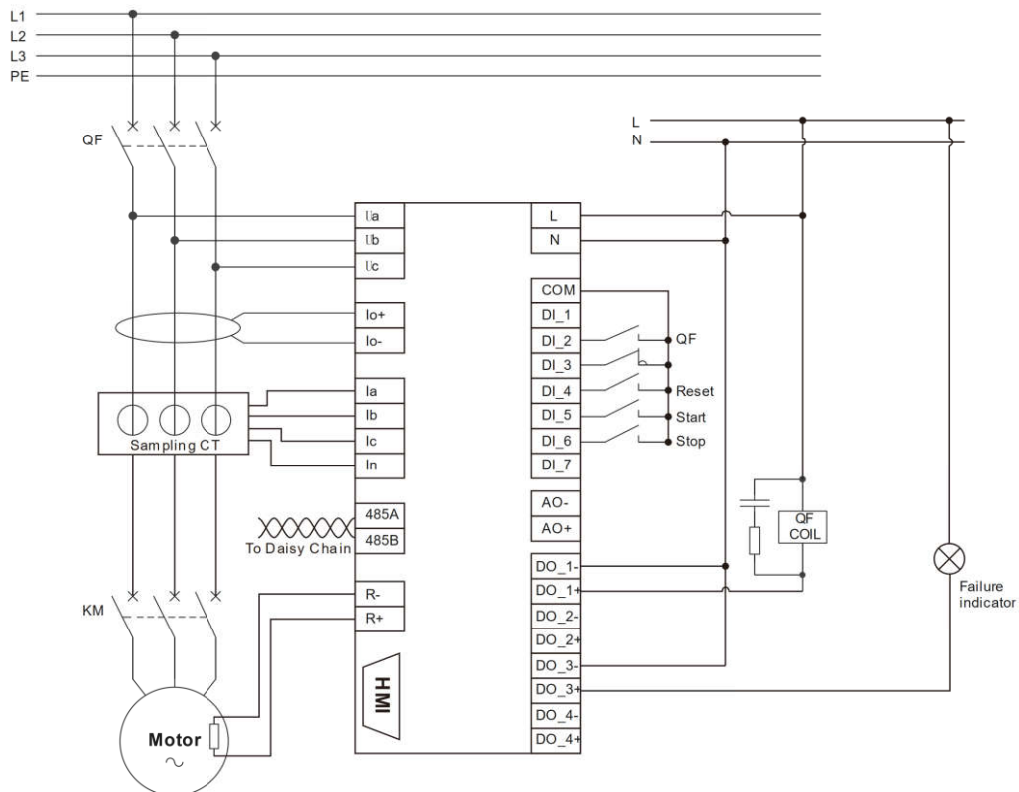 L1
L2
L3
PE
QF
L
N
Ua
Ub
Uc
Io+
Io-
Ia
Ib
Ic
In
Sampling CT
485A
485B
To Daisy Chain
R-
R+
KM
HMI
Motor
L
N
COM
DI_1
DI_2
DI_3
DI_4
DI_5
DI_6
DI_7
QF
Reset
Start
Stop
AO-
AO+
DO_1-
DO_1+
DO_2-
DO_2+
DO_3-
DO_3+
DO_4-
DO_4+
QF
COIL
Failure
indicator